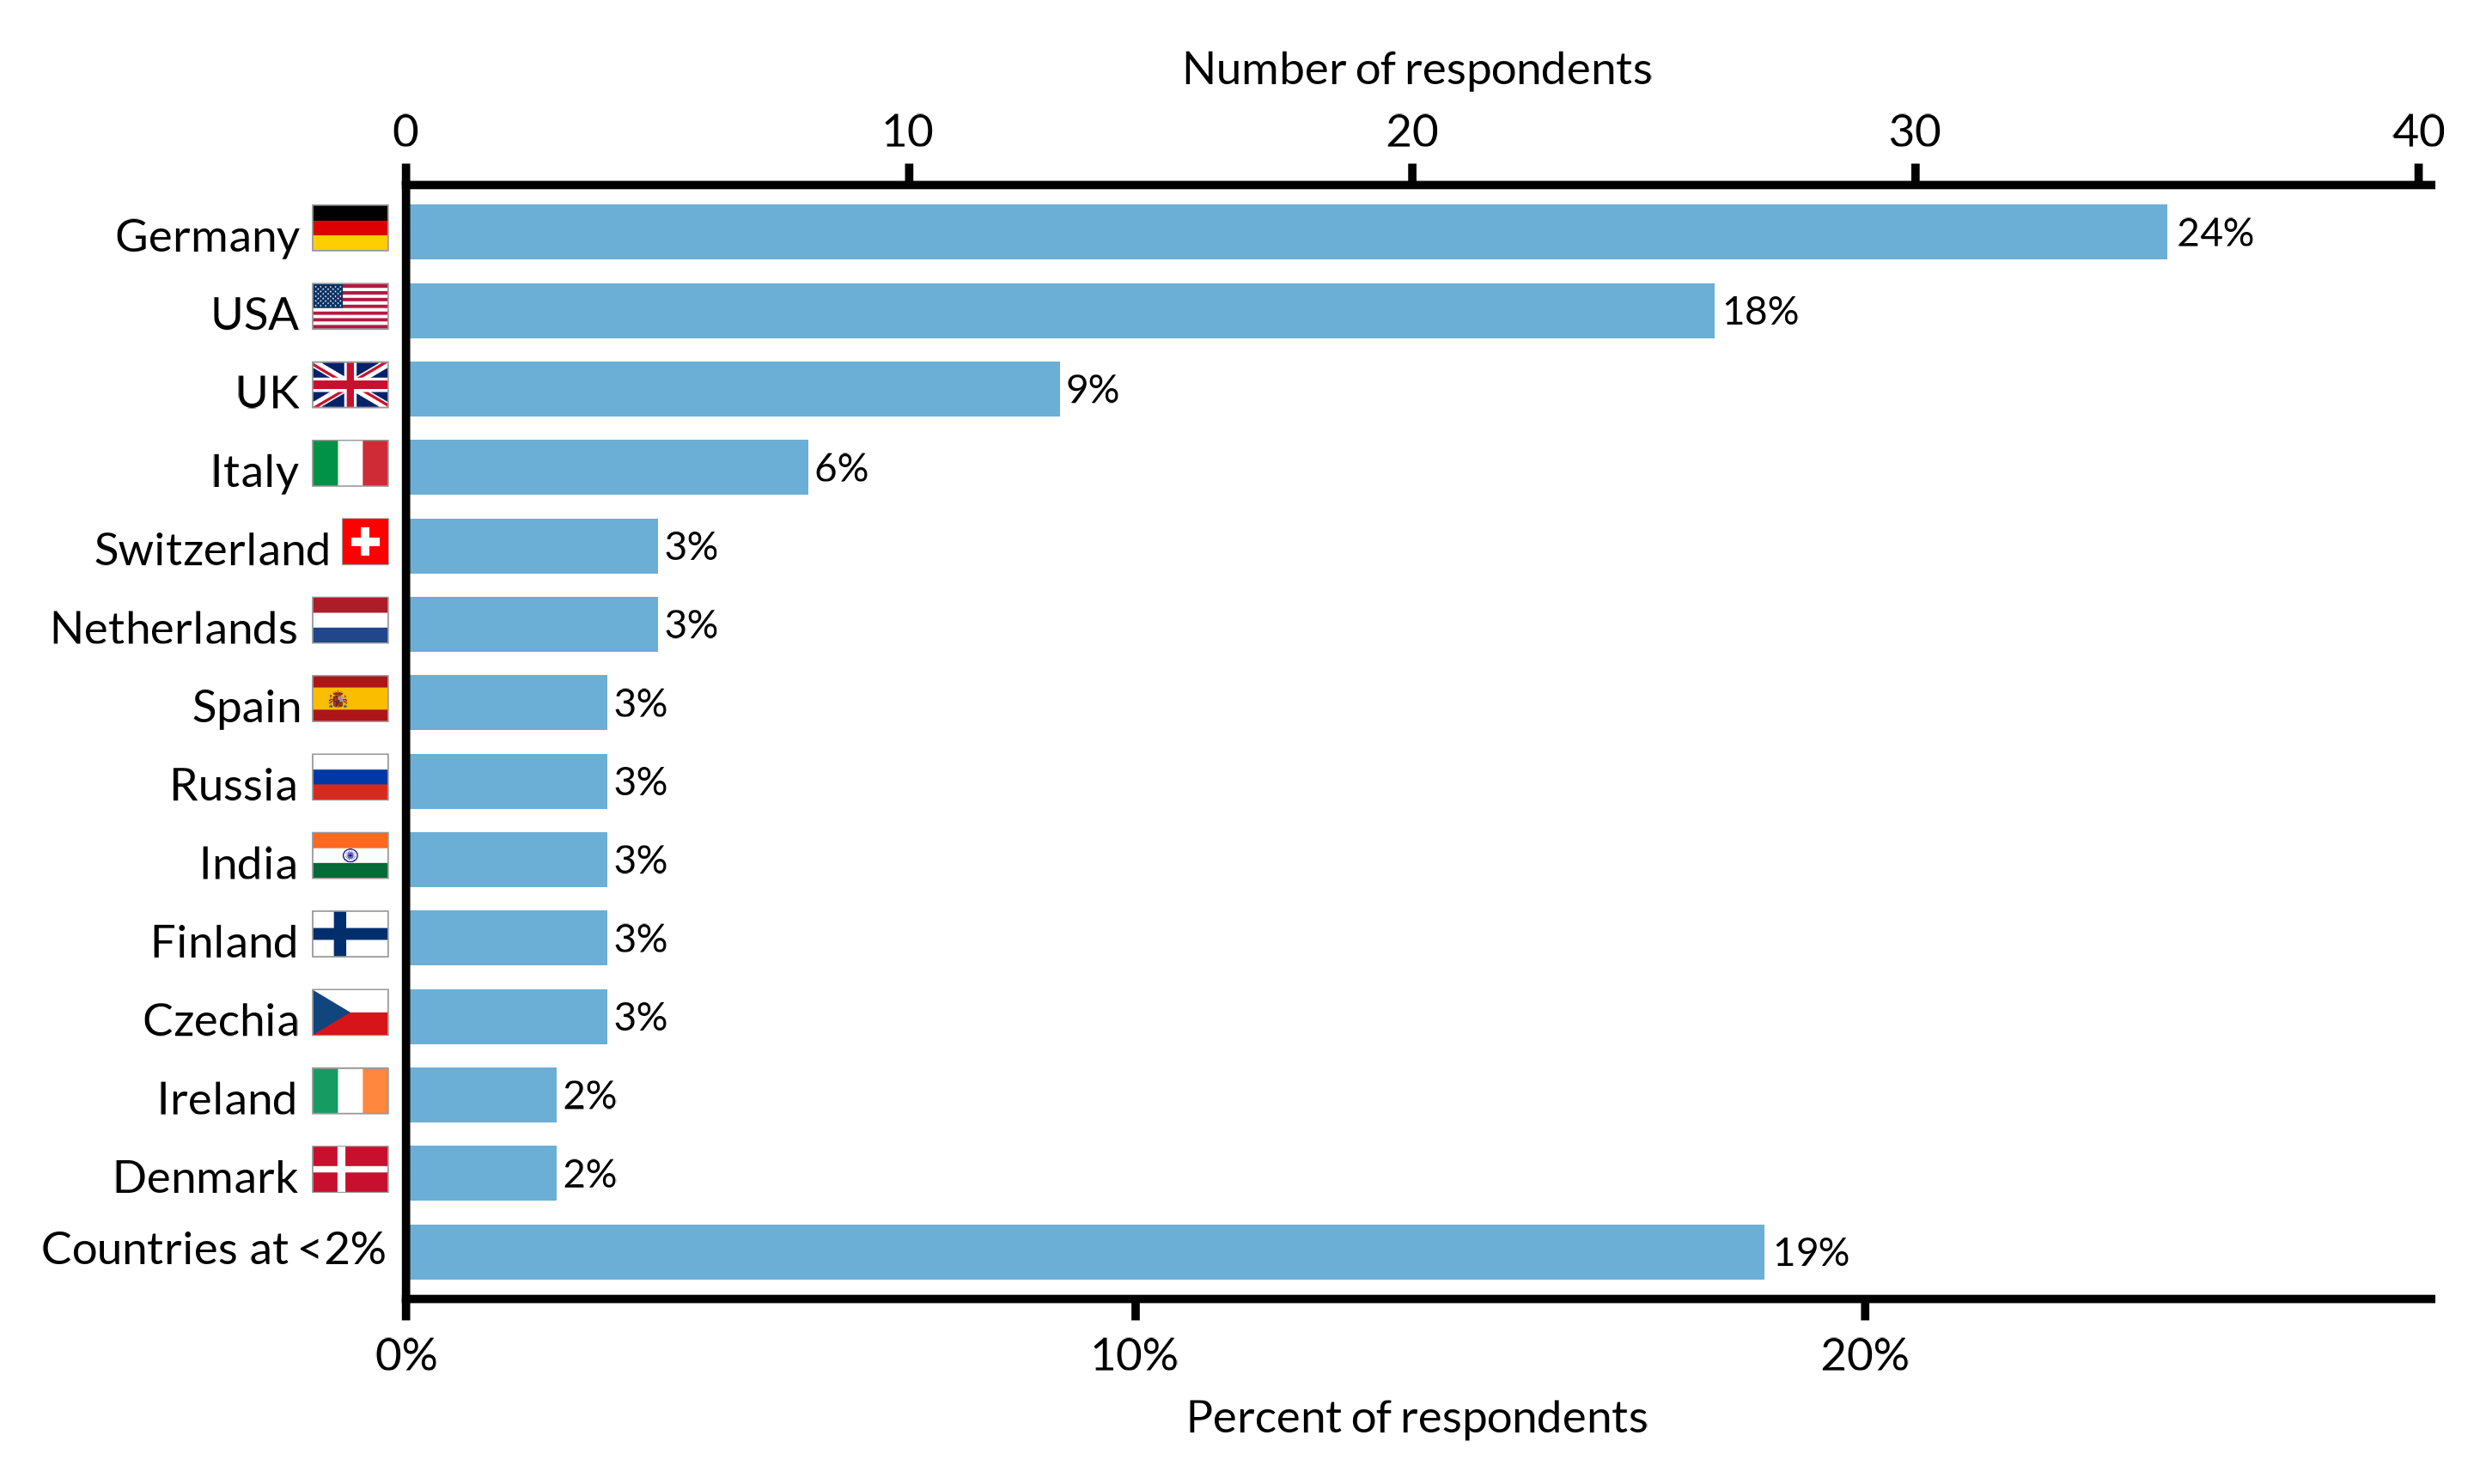 Number of respondents
0 10 20 30 40
Germany 24%
USA 18%
UK 9%
Italy 6%
Switzerland 3%
Netherlands 3%
Spain 3%
Russia 3%
India 3%
Finland 3%
Czechia 3%
Ireland 2%
Denmark 2%
Countries at <2% 19%
0% 10% 20%
Percent of respondents